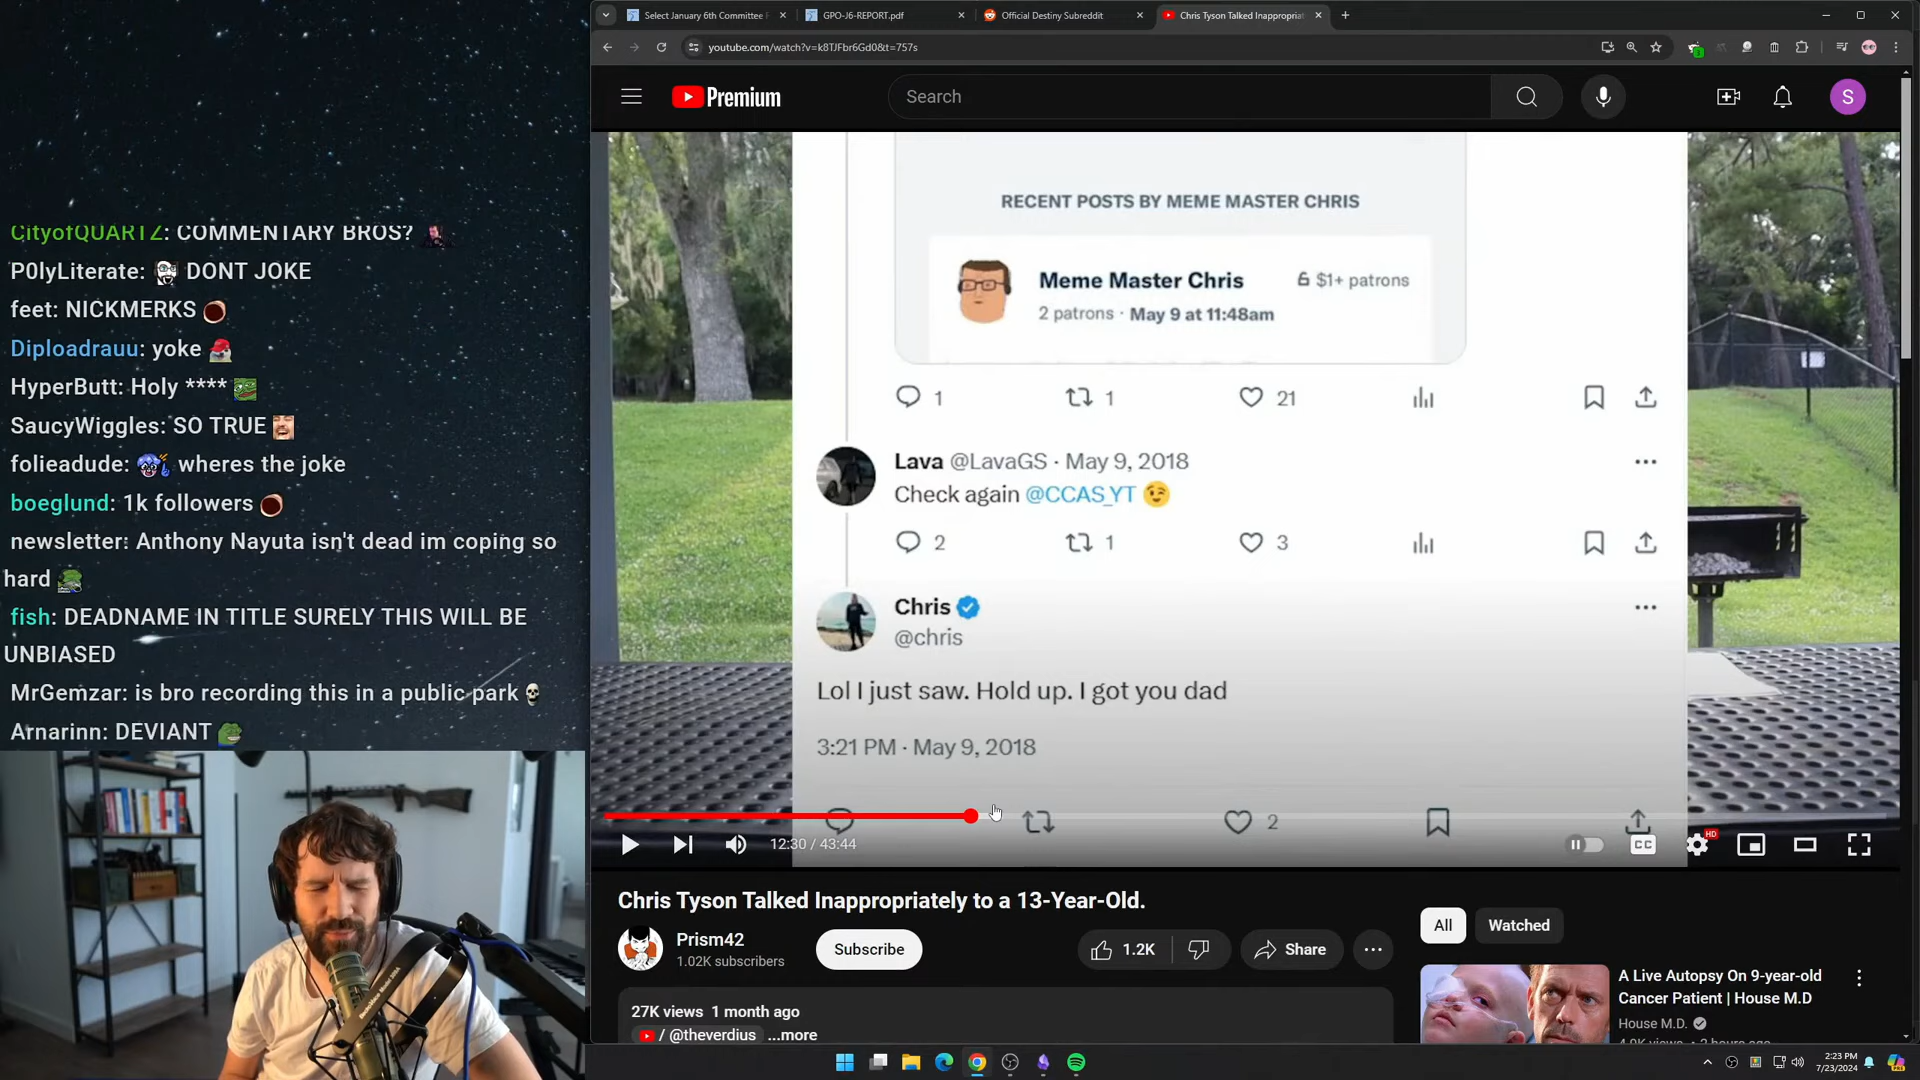 Select January 6th Committee
GPO-J6-REPORT.pdf
Official Destiny Subreddit
Chris Tyson Talked Inappropriat
youtube.com/watch?v=k8TJFbr6Gd0&t=757s
Premium
Search
S
CityofQUARTZ: COMMENTARY BROS?
P0lyLiterate: DONT JOKE
feet: NICKMERKS
Diploadrauu: yoke
HyperButt: Holy ****
SaucyWiggles: SO TRUE
folieadude: wheres the joke
boeglund: 1k followers
newsletter: Anthony Nayuta isn't dead im coping so
hard
fish: DEADNAME IN TITLE SURELY THIS WILL BE
UNBIASED
MrGemzar: is bro recording this in a public park
Arnarinn: DEVIANT
RECENT POSTS BY MEME MASTER CHRIS
Meme Master Chris $1+ patrons
2 patrons · May 9 at 11:48am
1 1 21
Lava @LavaGS · May 9, 2018
Check again @CCAS_YT
2 1 3
Chris
@chris
Lol I just saw. Hold up. I got you dad
3:21 PM · May 9, 2018
2
12:30 / 43:44
CC
HD
Chris Tyson Talked Inappropriately to a 13-Year-Old.
Prism42
1.02K subscribers
Subscribe
1.2K
Share
27K views 1 month ago
/ @theverdius ...more
All
Watched
A Live Autopsy On 9-year-old
Cancer Patient | House M.D
House M.D.
2:23 PM
7/23/2024